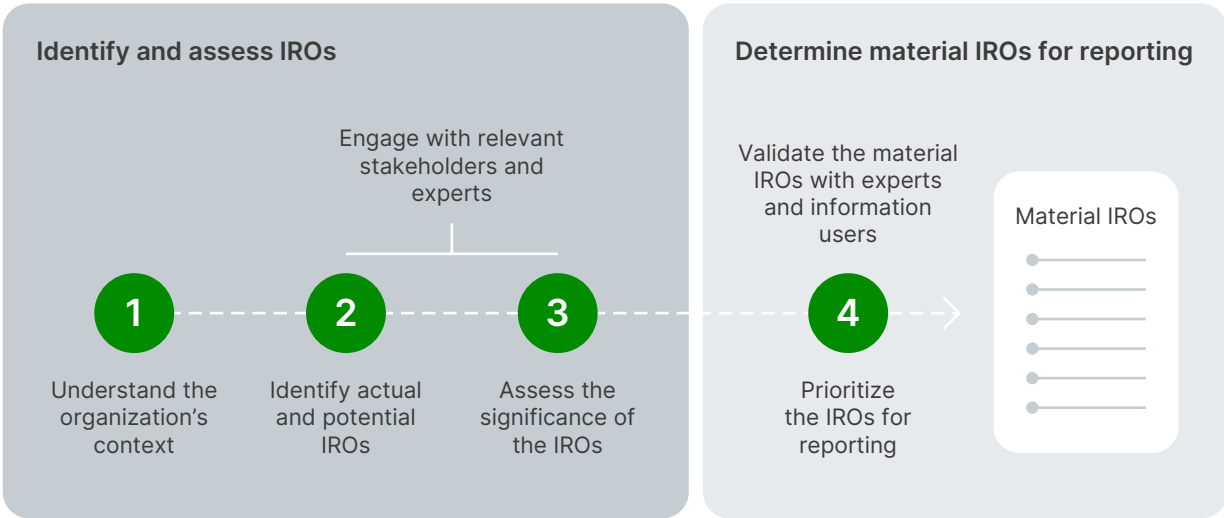 Identify and assess IROs
Engage with relevant
stakeholders and
experts
1
2
3
Understand the
organization’s
context
Identify actual
and potential
IROs
Assess the
significance of
the IROs
Determine material IROs for reporting
Validate the material
IROs with experts
and information
users
4
Prioritize
the IROs for
reporting
Material IROs